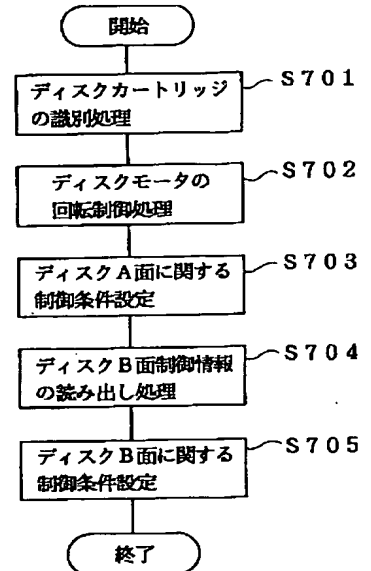 開始
ディスクカートリッジ
の識別処理
S701
ディスクモータの
回転制御処理
S702
ディスクA面に関する
制御条件設定
S703
ディスクB面制御情報
の読み出し処理
S704
ディスクB面に関する
制御条件設定
S705
終了